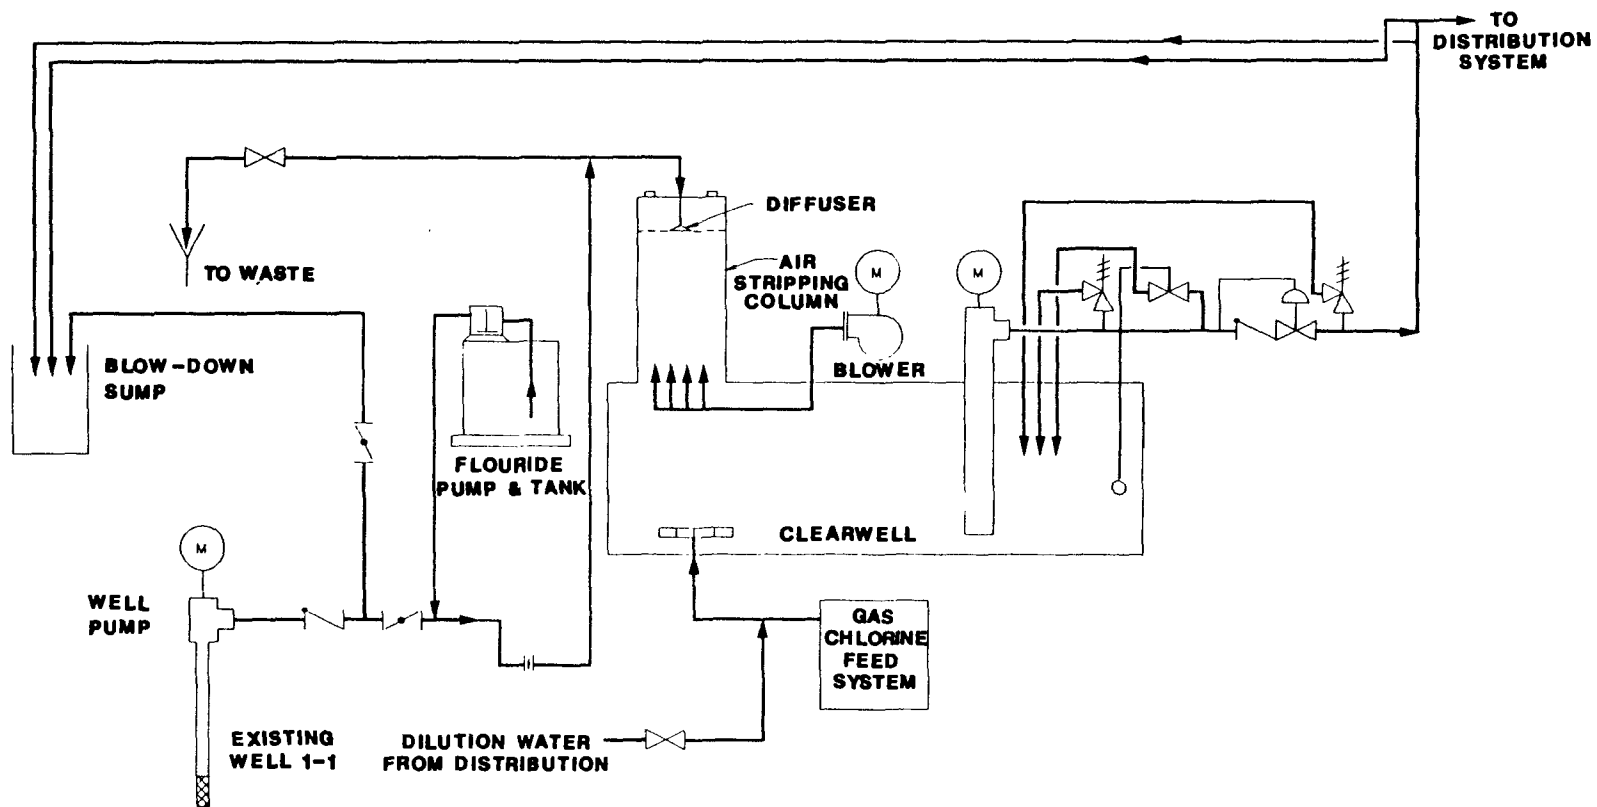 TO
DISTRIBUTION
SYSTEM
DIFFUSER
TO WASTE
AIR
STRIPPING
COLUMN
M
M
BLOW-DOWN
SUMP
BLOWER
FLOURIDE
PUMP & TANK
CLEARWELL
M
WELL
PUMP
GAS
CHLORINE
FEED
SYSTEM
EXISTING
WELL 1-1
DILUTION WATER
FROM DISTRIBUTION